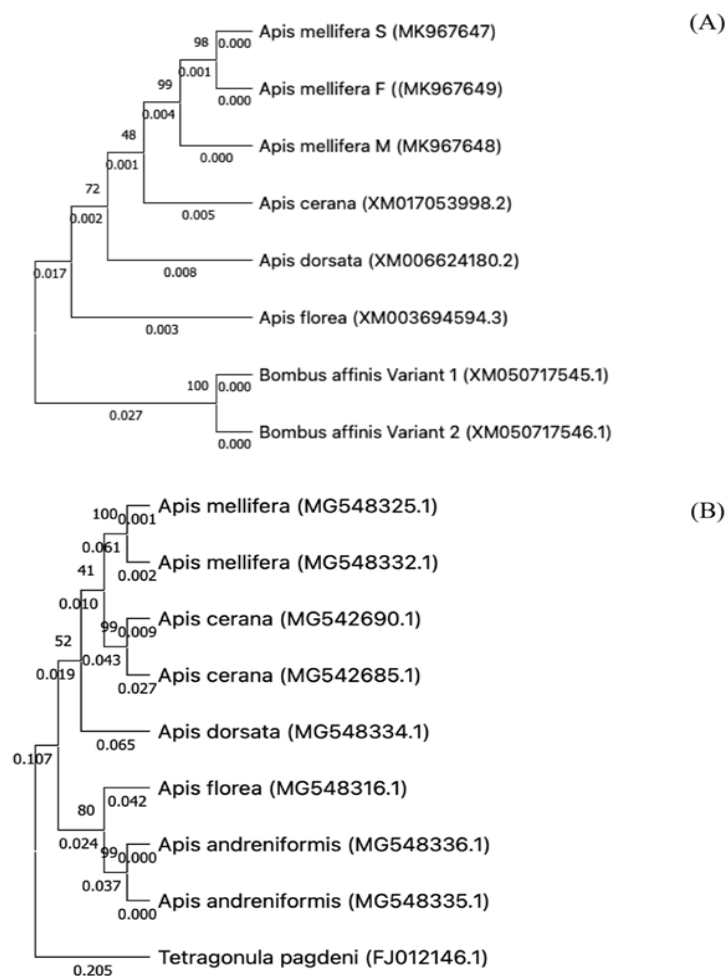 (A)
98 0.000 Apis mellifera S (MK967647)
0.001
99 0.000 Apis mellifera F ((MK967649)
0.004
48 0.000 Apis mellifera M (MK967648)
0.001
72 0.005 Apis cerana (XM017053998.2)
0.002
0.008 Apis dorsata (XM006624180.2)
0.017
0.003 Apis florea (XM003694594.3)
100 0.000 Bombus affinis Variant 1 (XM050717545.1)
0.027
0.000 Bombus affinis Variant 2 (XM050717546.1)
(B)
100 0.001 Apis mellifera (MG548325.1)
0.061
41 0.002 Apis mellifera (MG548332.1)
0.010
99 0.009 Apis cerana (MG542690.1)
52 0.043
0.019 0.027 Apis cerana (MG542685.1)
0.065 Apis dorsata (MG548334.1)
0.107
80 0.042 Apis florea (MG548316.1)
0.024
99 0.000 Apis andreniformis (MG548336.1)
0.037
0.000 Apis andreniformis (MG548335.1)
0.205 Tetragonula pagdeni (FJ012146.1)